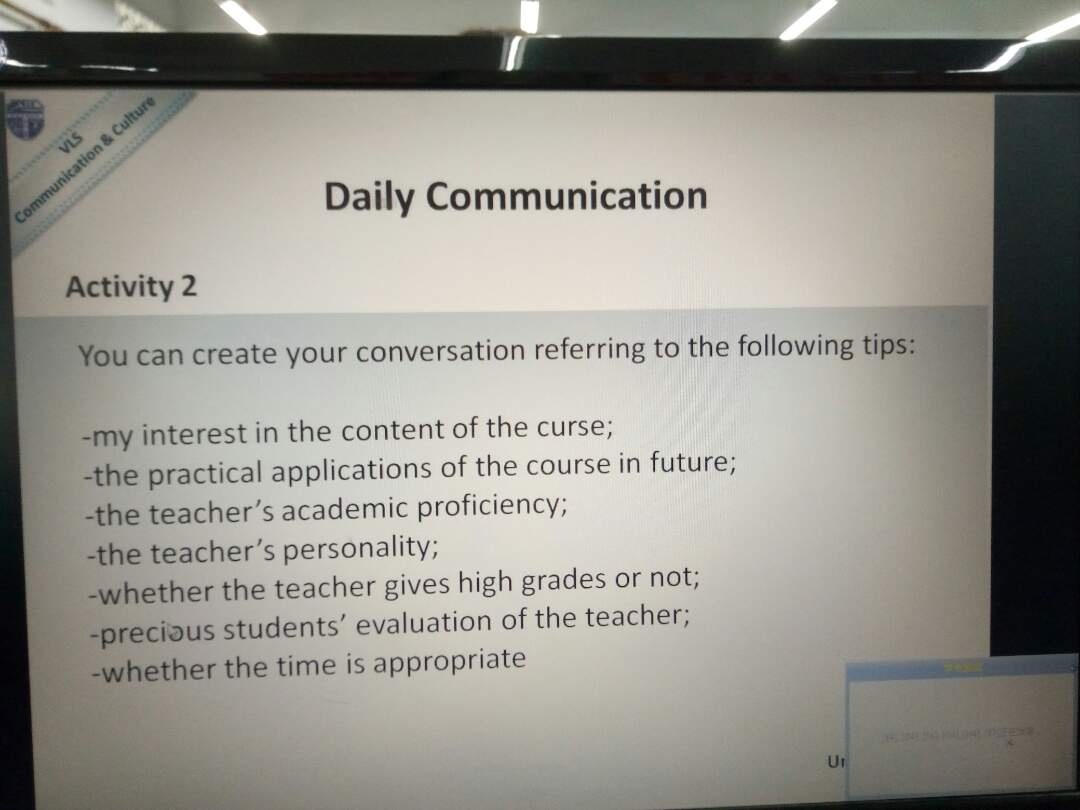 VLS
Communication & Culture
Daily Communication
Activity 2
You can create your conversation referring to the following tips:
-my interest in the content of the curse;
-the practical applications of the course in future;
-the teacher's academic proficiency;
-the teacher's personality;
-whether the teacher gives high grades or not;
-precious students' evaluation of the teacher;
-whether the time is appropriate